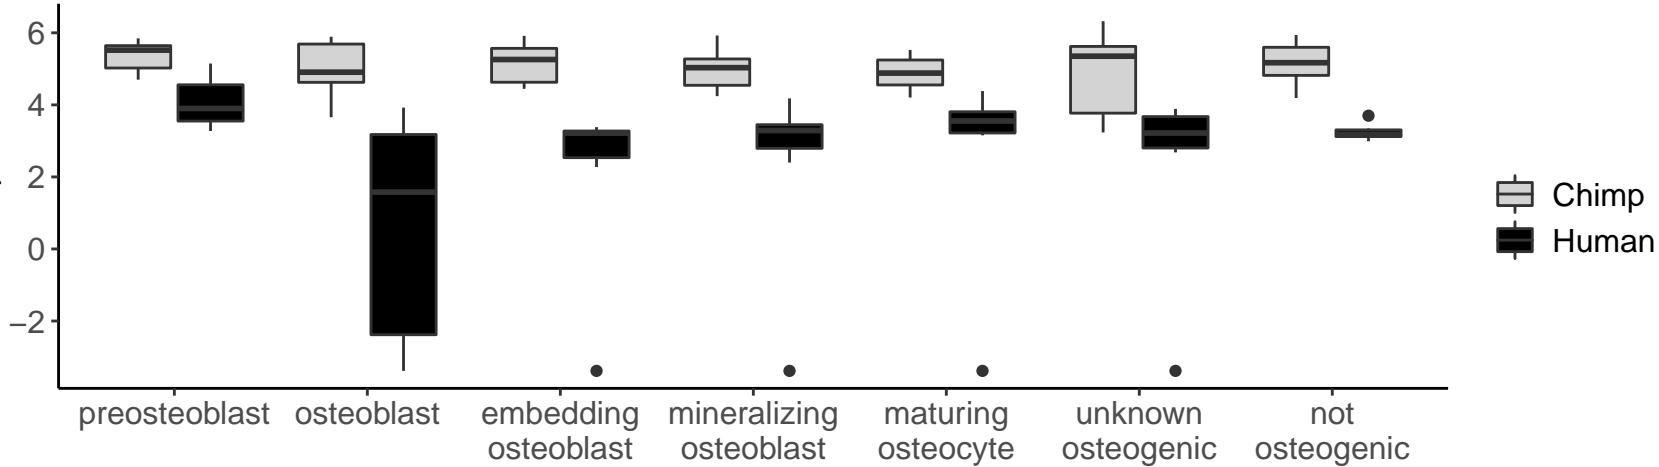 6
4
2
0
−2
preosteoblast
osteoblast
embedding
osteoblast
mineralizing
osteoblast
maturing
osteocyte
unknown
osteogenic
not
osteogenic
Chimp
Human